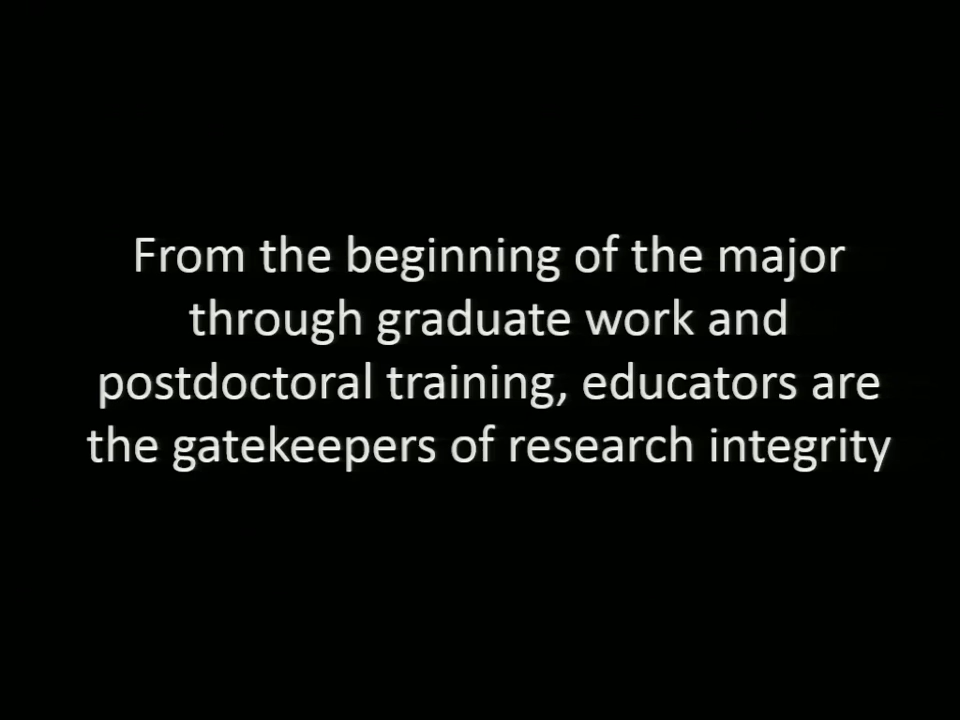 From the beginning of the major
through graduate work and
postdoctoral training, educators are
the gatekeepers of research integrity